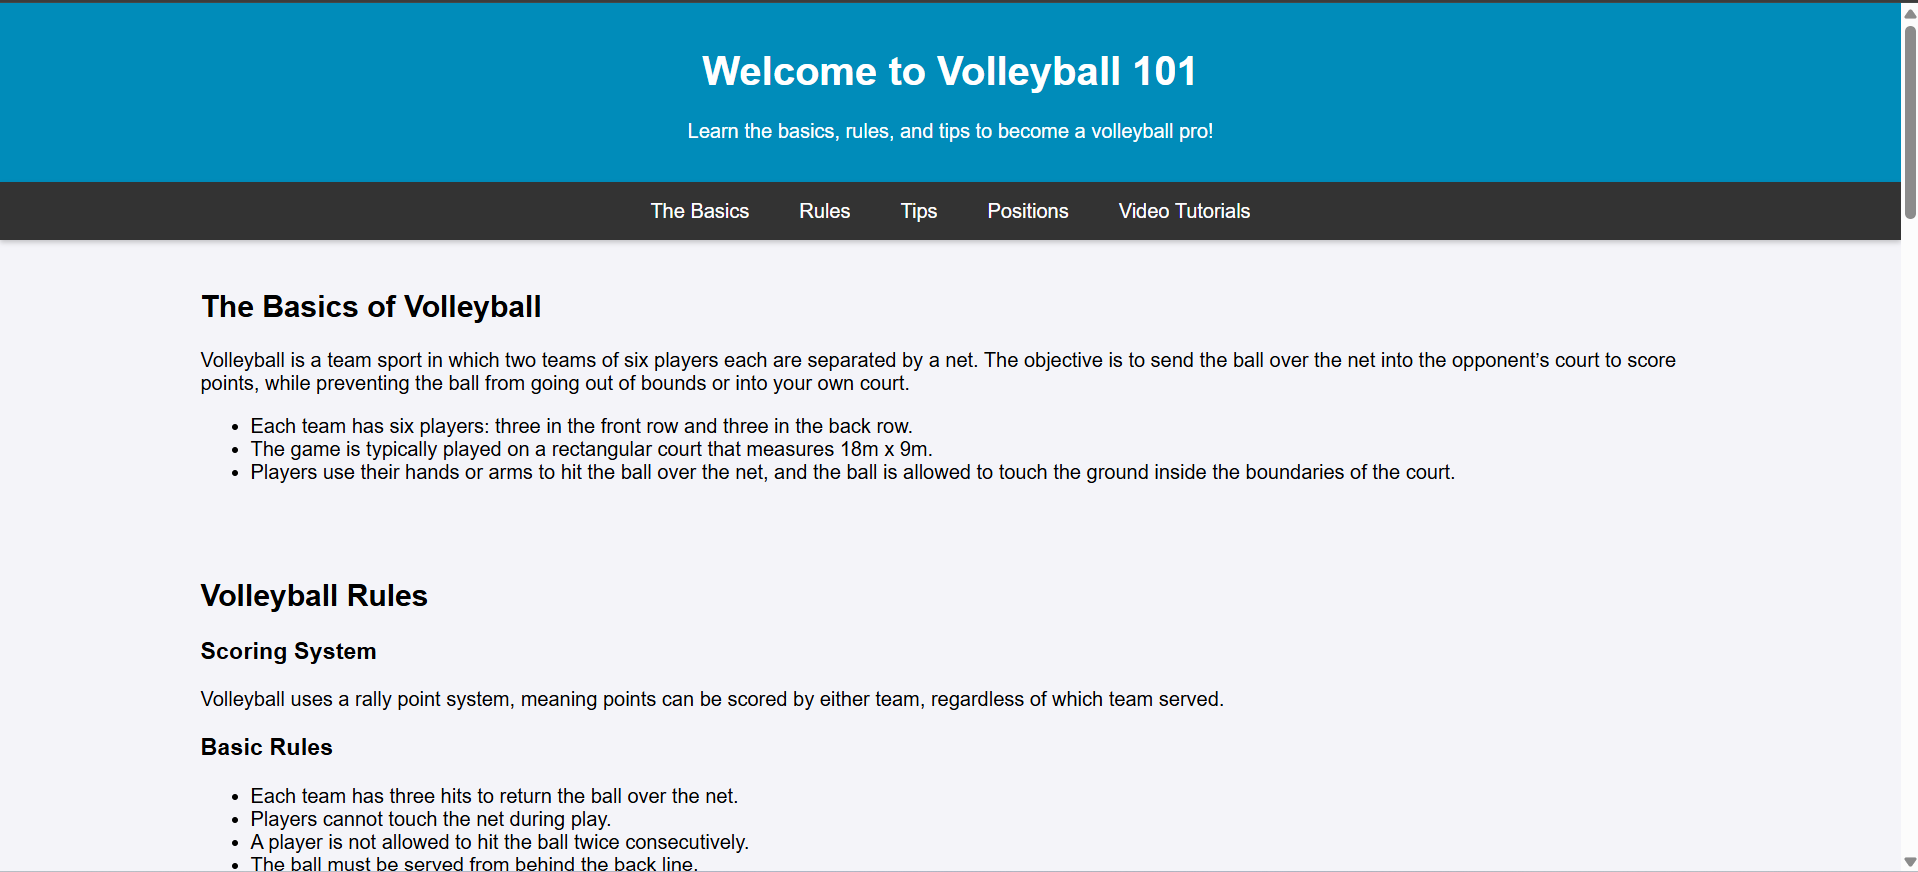 Welcome to Volleyball 101
Learn the basics, rules, and tips to become a volleyball pro!
The Basics
Rules
Tips
Positions
Video Tutorials
The Basics of Volleyball
Volleyball is a team sport in which two teams of six players each are separated by a net. The objective is to send the ball over the net into the opponent’s court to score
points, while preventing the ball from going out of bounds or into your own court.
• Each team has six players: three in the front row and three in the back row.
• The game is typically played on a rectangular court that measures 18m x 9m.
• Players use their hands or arms to hit the ball over the net, and the ball is allowed to touch the ground inside the boundaries of the court.
Volleyball Rules
Scoring System
Volleyball uses a rally point system, meaning points can be scored by either team, regardless of which team served.
Basic Rules
• Each team has three hits to return the ball over the net.
• Players cannot touch the net during play.
• A player is not allowed to hit the ball twice consecutively.
• The ball must be served from behind the back line.